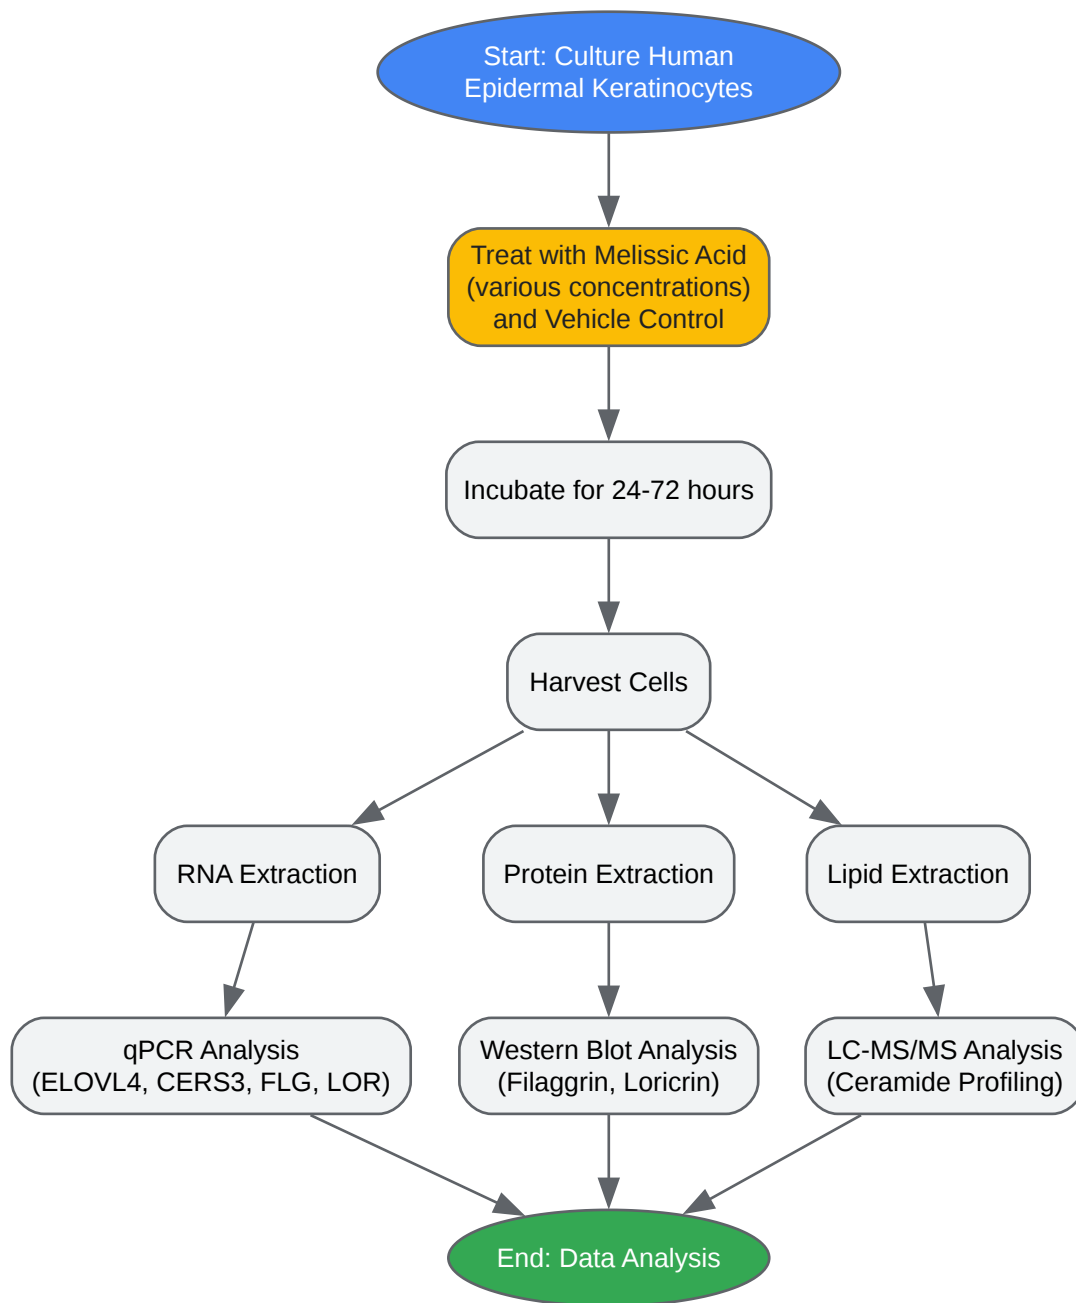 Start: Culture Human
Epidermal Keratinocytes
Treat with Melissic Acid
(various concentrations)
and Vehicle Control
Incubate for 24-72 hours
Harvest Cells
RNA Extraction
Protein Extraction
Lipid Extraction
qPCR Analysis
(ELOVL4, CERS3, FLG, LOR)
Western Blot Analysis
(Filaggrin, Loricrin)
LC-MS/MS Analysis
(Ceramide Profiling)
End: Data Analysis